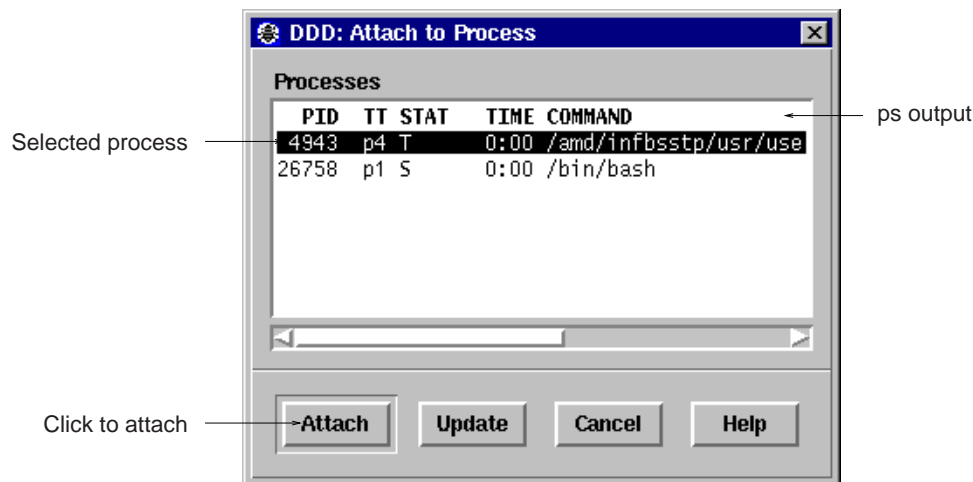 DDD: Attach to Process
Processes
PID TT STAT TIME COMMAND
ps output
Selected process
4943 p4 T 0:00 /amd/infbsstp/usr/use
26758 p1 S 0:00 /bin/bash
Click to attach
Attach Update Cancel Help